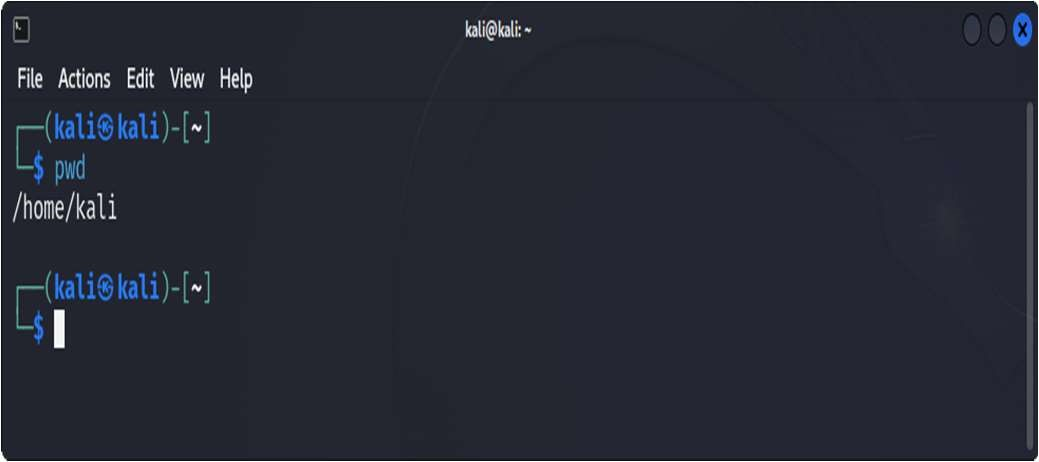 kali@kali: ~
File Actions Edit View Help
┌──(kali㉿kali)-[~]
└─$ pwd
/home/kali
┌──(kali㉿kali)-[~]
└─$